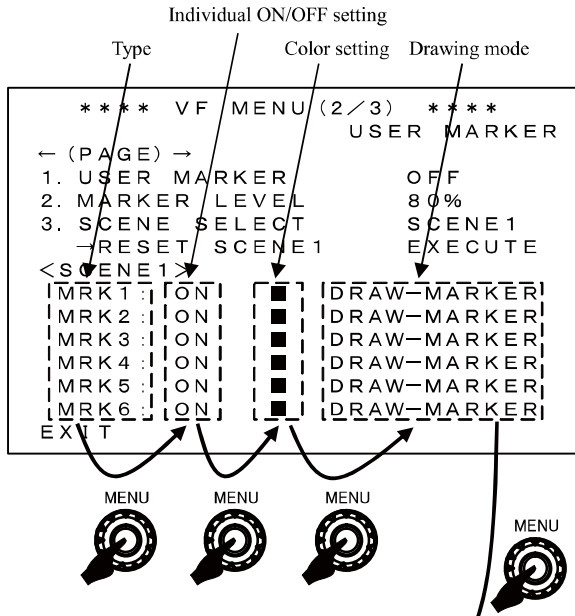 Individual ON/OFF setting
Type Color setting Drawing mode
**** VF MENU(2/3) ****
USER MARKER
←(PAGE)→
1. USER MARKER OFF
2. MARKER LEVEL 80%
3. SCENE SELECT SCENE1
→RESET SCENE1 EXECUTE
<SCENE1>
MRK1: ON ■ DRAW-MARKER
MRK2: ON ■ DRAW-MARKER
MRK3: ON ■ DRAW-MARKER
MRK4: ON ■ DRAW-MARKER
MRK5: ON ■ DRAW-MARKER
MRK6: ON ■ DRAW-MARKER
EXIT
MENU MENU MENU
MENU